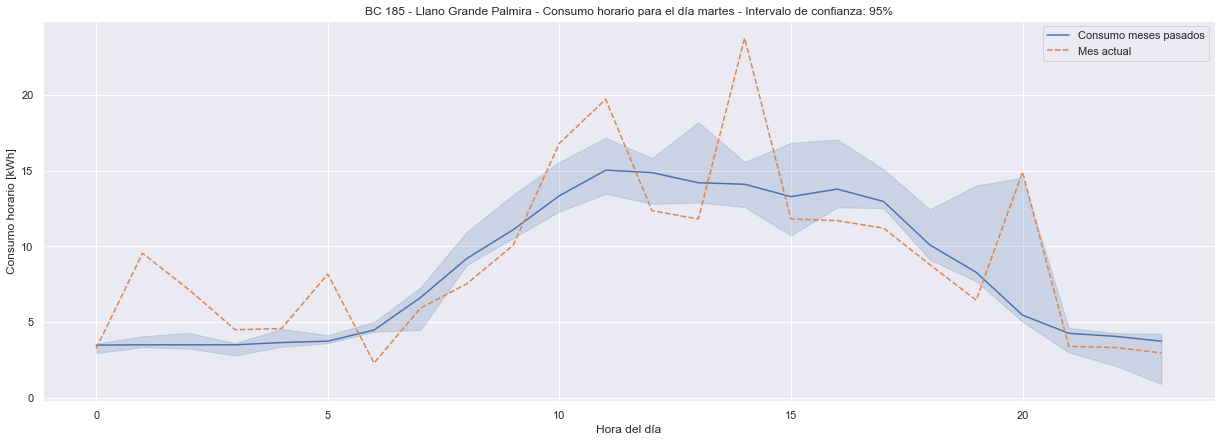 BC 185 - Llano Grande Palmira - Consumo horario para el día martes - Intervalo de confianza: 95%
Consumo meses pasados
Mes actual
Consumo horario [kWh]
20
15
10
5
0
0 5 10 15 20
Hora del día